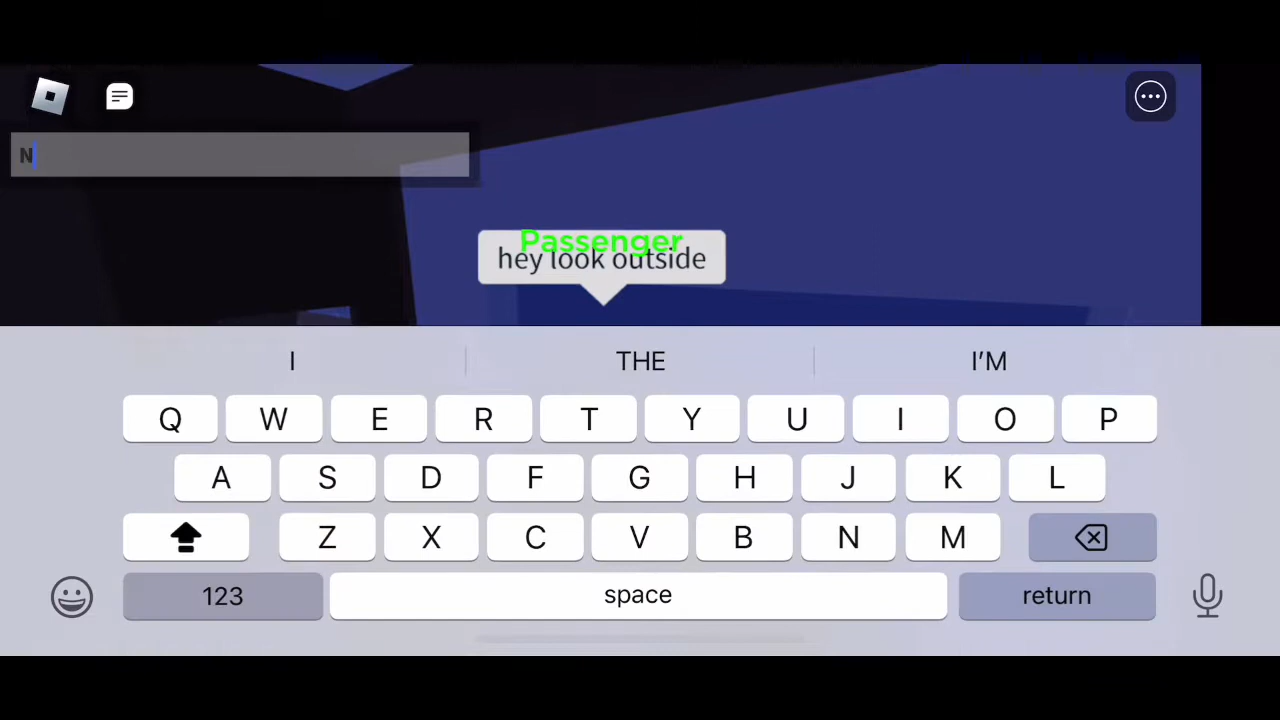 N
Passenger
hey look outside
I THE I'M
Q W E R T Y U I O P
A S D F G H J K L
Z X C V B N M
123 space return